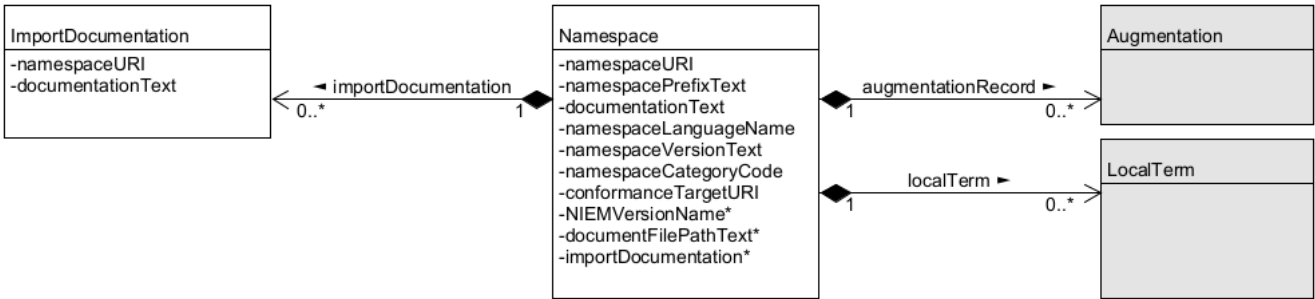 ImportDocumentation
-namespaceURI
-documentationText
◄ importDocumentation
0..*
1
Namespace
-namespaceURI
-namespacePrefixText
-documentationText
-namespaceLanguageName
-namespaceVersionText
-namespaceCategoryCode
-conformanceTargetURI
-NIEMVersionName*
-documentFilePathText*
-importDocumentation*
augmentationRecord ►
1
0..*
Augmentation
localTerm ►
1
0..*
LocalTerm